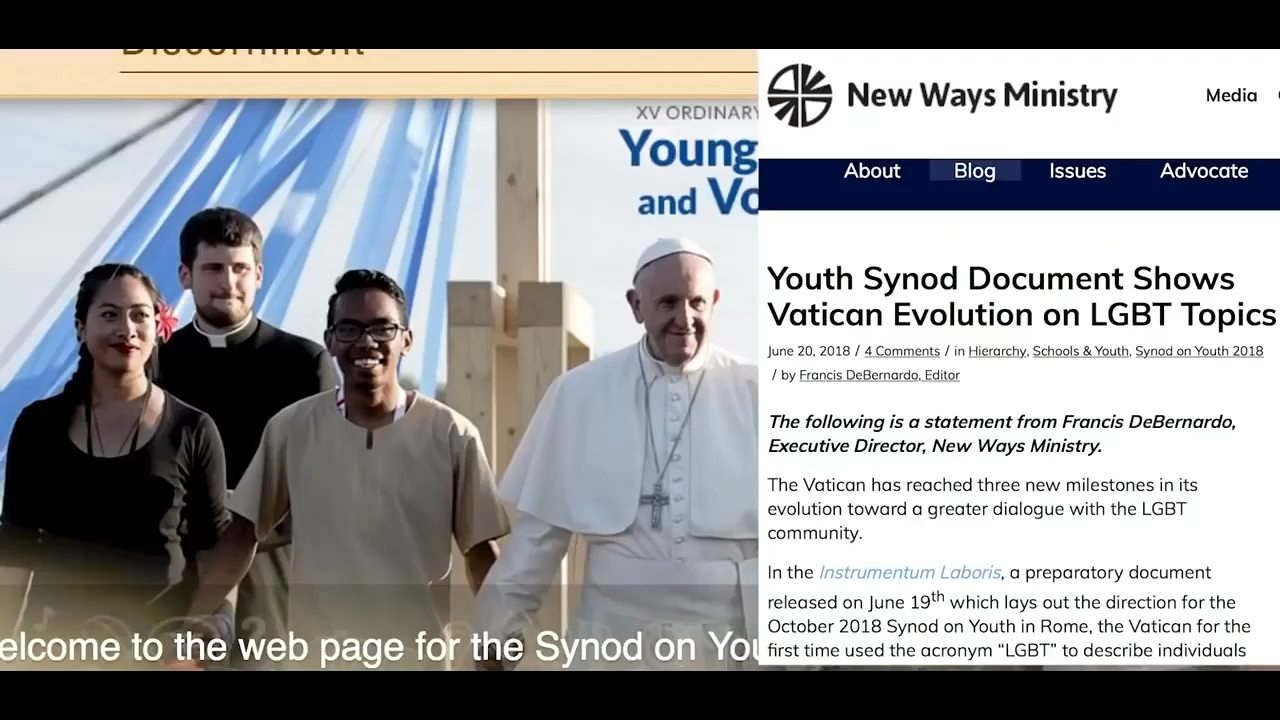 Discernment
XV ORDINARY
Young
and Vo
elcome to the web page for the Synod on You
New Ways Ministry
Media
About Blog Issues Advocate
Youth Synod Document Shows
Vatican Evolution on LGBT Topics
June 20, 2018 / 4 Comments / in Hierarchy, Schools & Youth, Synod on Youth 2018
/ by Francis DeBernardo, Editor
The following is a statement from Francis DeBernardo,
Executive Director, New Ways Ministry.
The Vatican has reached three new milestones in its
evolution toward a greater dialogue with the LGBT
community.
In the Instrumentum Laboris, a preparatory document
released on June 19th which lays out the direction for the
October 2018 Synod on Youth in Rome, the Vatican for the
first time used the acronym “LGBT” to describe individuals